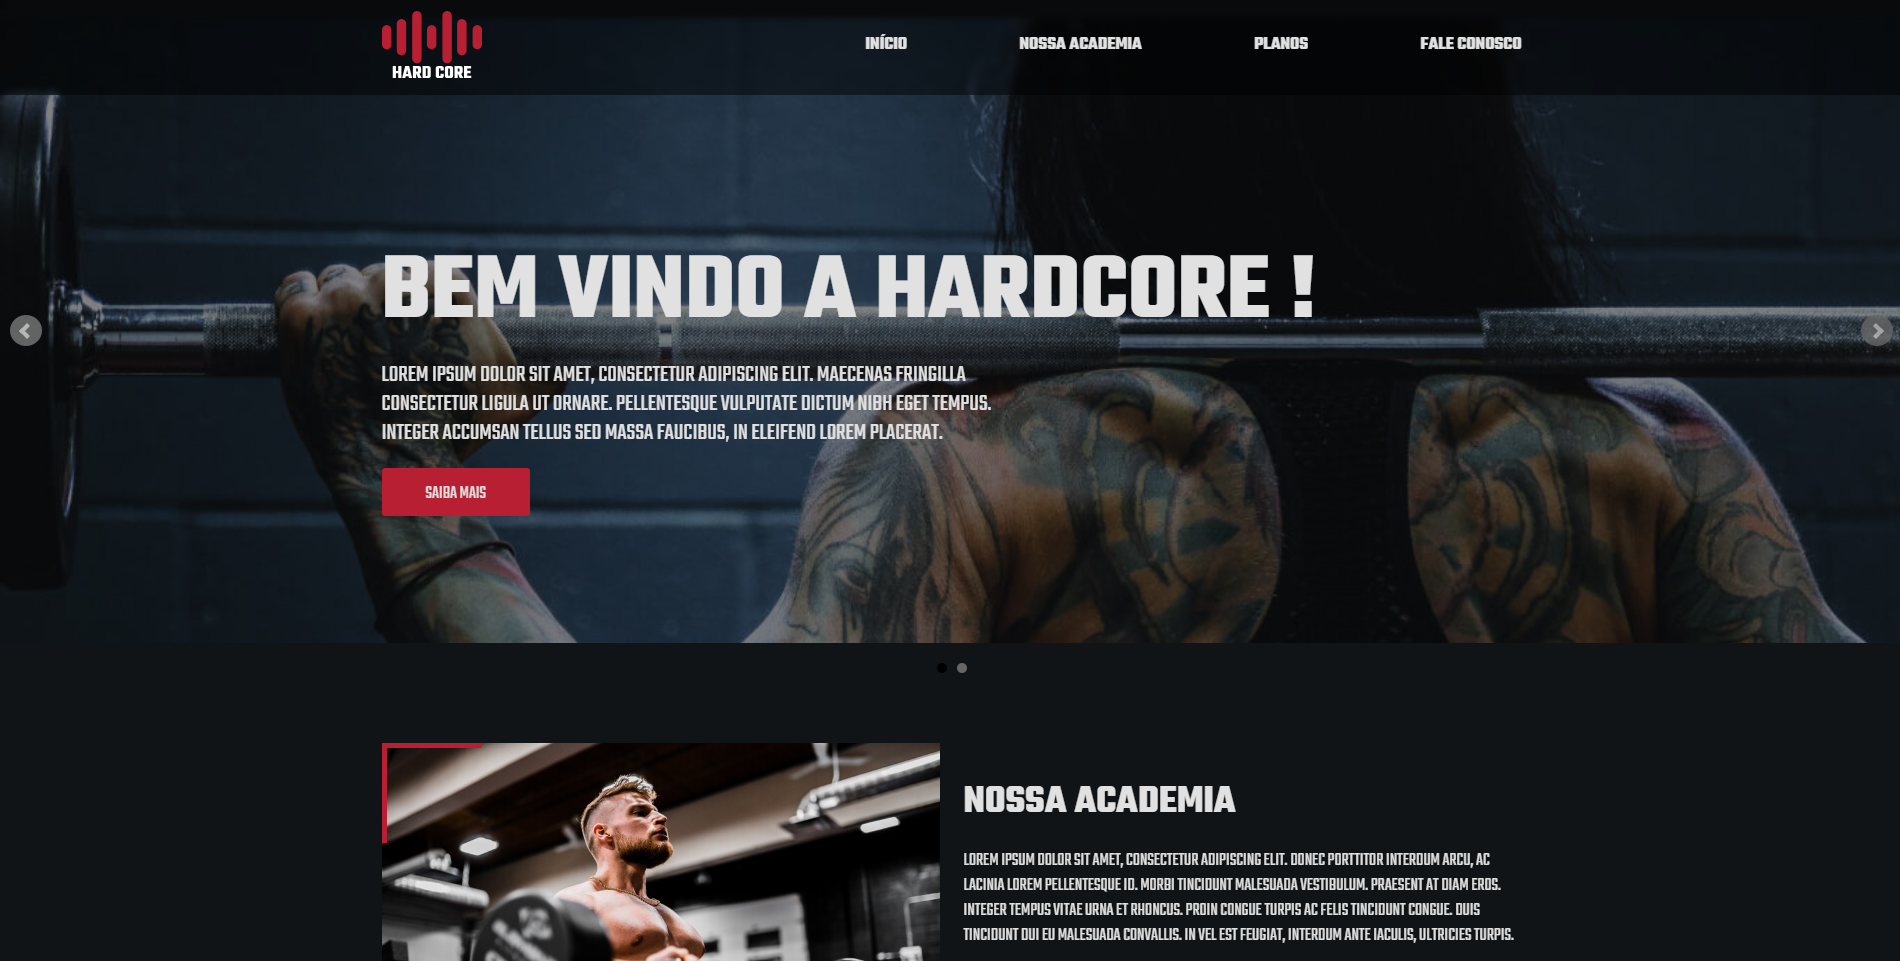 HARD CORE
INÍCIO NOSSA ACADEMIA PLANOS FALE CONOSCO
BEM VINDO A HARDCORE !
LOREM IPSUM DOLOR SIT AMET, CONSECTETUR ADIPISCING ELIT. MAECENAS FRINGILLA
CONSECTETUR LIGULA UT ORNARE. PELLENTESQUE VULPUTATE DICTUM NIBH EGET TEMPUS.
INTEGER ACCUMSAN TELLUS SED MASSA FAUCIBUS, IN ELEIFEND LOREM PLACERAT.
SAIBA MAIS
NOSSA ACADEMIA
LOREM IPSUM DOLOR SIT AMET, CONSECTETUR ADIPISCING ELIT. DONEC PORTTITOR INTERDUM ARCU, AC
LACINIA LOREM PELLENTESQUE ID. MORBI TINCIDUNT MALESUADA VESTIBULUM. PRAESENT AT DIAM EROS.
INTEGER TEMPUS VITAE URNA ET RHONCUS. PROIN CONGUE TURPIS AC FELIS TINCIDUNT CONGUE. DUIS
TINCIDUNT DUI EU MALESUADA CONVALLIS. IN VEL EST FEUGIAT, INTERDUM ANTE IACULIS, ULTRICIES TURPIS.